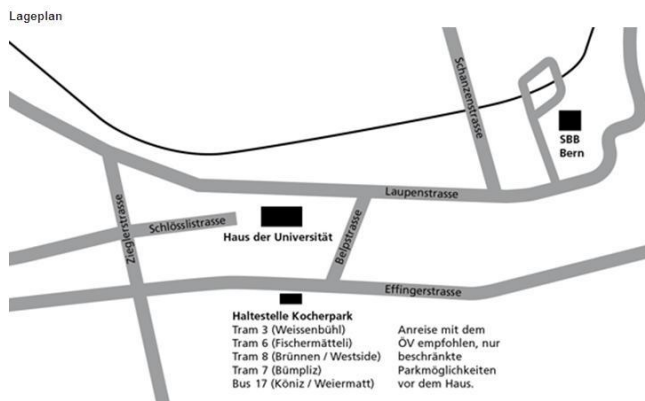 Lageplan
Schanzenstrasse
SBB
Bern
Laupenstrasse
Zieglerstrasse
Schlösslistrasse
Haus der Universität
Belpstrasse
Effingerstrasse
Haltestelle Kocherpark
Tram 3 (Weissenbühl)
Tram 6 (Fischermätteli)
Tram 8 (Brünnen / Westside)
Tram 7 (Bümpliz)
Bus 17 (Köniz / Weiermatt)
Anreise mit dem
ÖV empfohlen, nur
beschränkte
Parkmöglichkeiten
vor dem Haus.